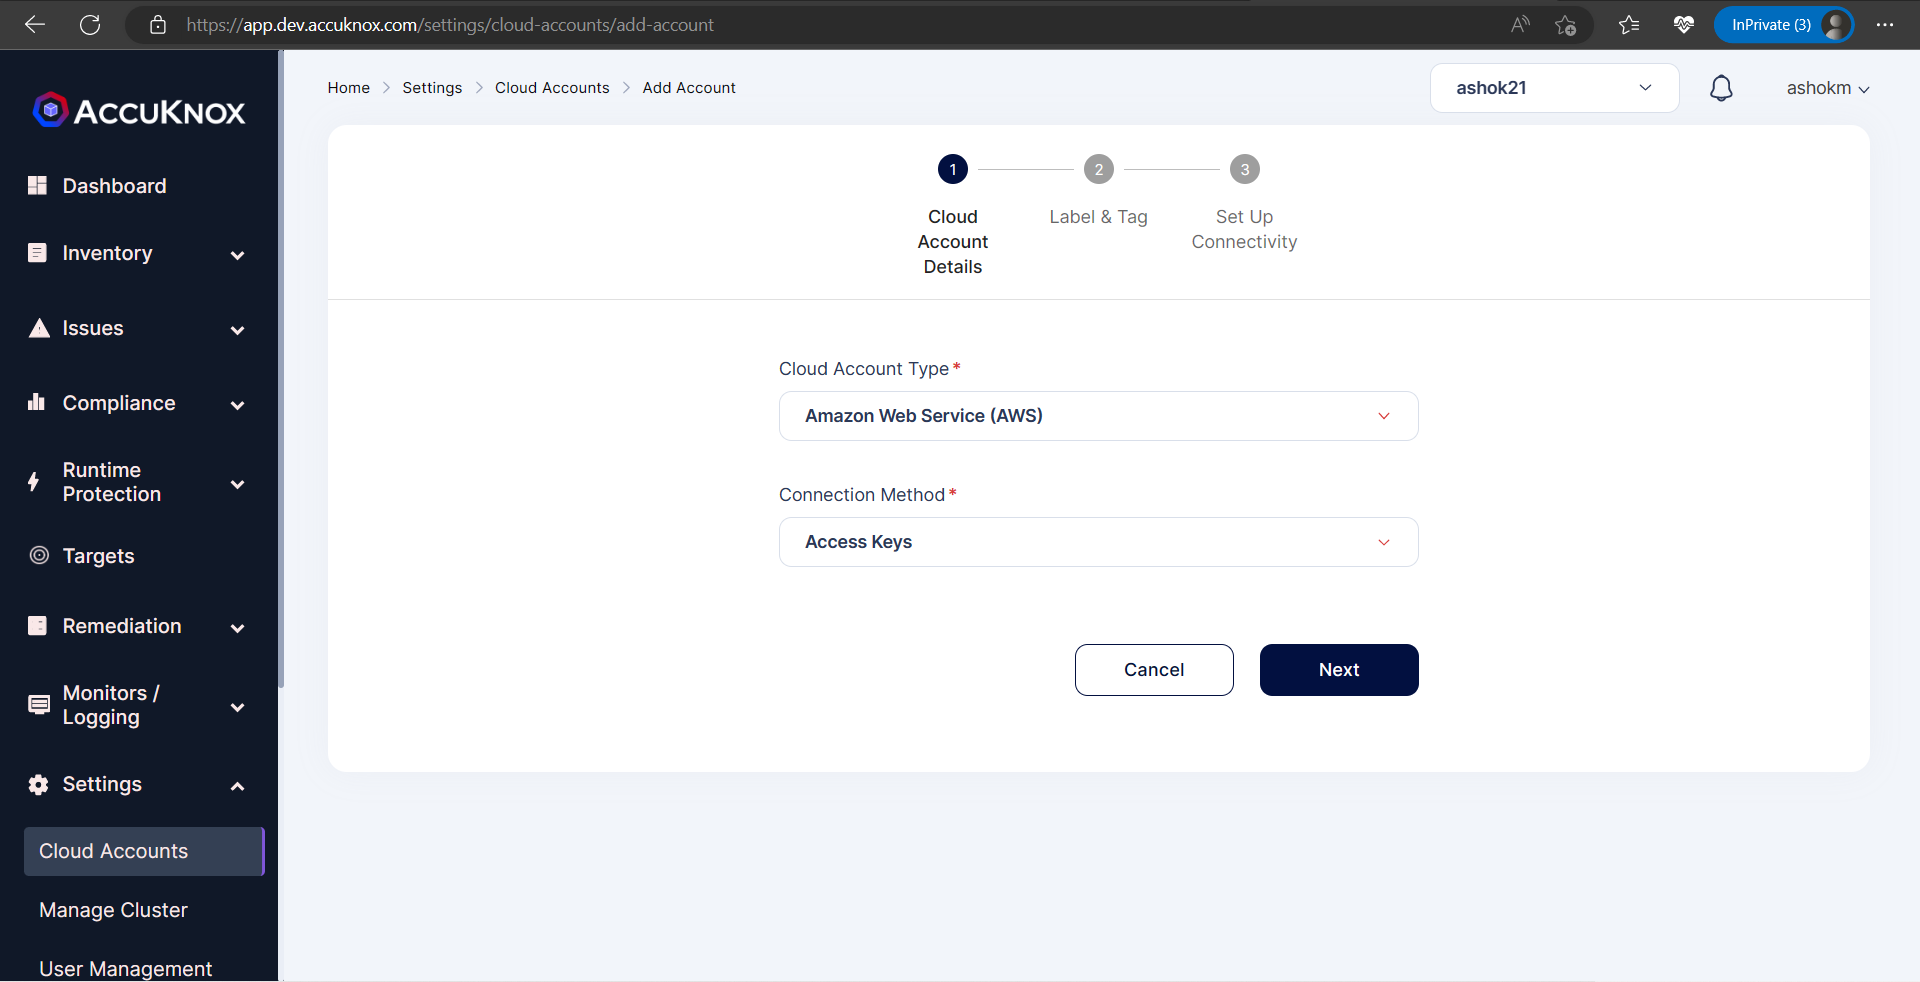 https://app.dev.accuknox.com/settings/cloud-accounts/add-account
InPrivate (3)
ACCUKNOX
Dashboard
Inventory
Issues
Compliance
Runtime
Protection
Targets
Remediation
Monitors /
Logging
Settings
Cloud Accounts
Manage Cluster
User Management
Home > Settings > Cloud Accounts > Add Account
ashok21
ashokm
1
2
3
Cloud
Account
Details
Label & Tag
Set Up
Connectivity
Cloud Account Type*
Amazon Web Service (AWS)
Connection Method*
Access Keys
Cancel
Next